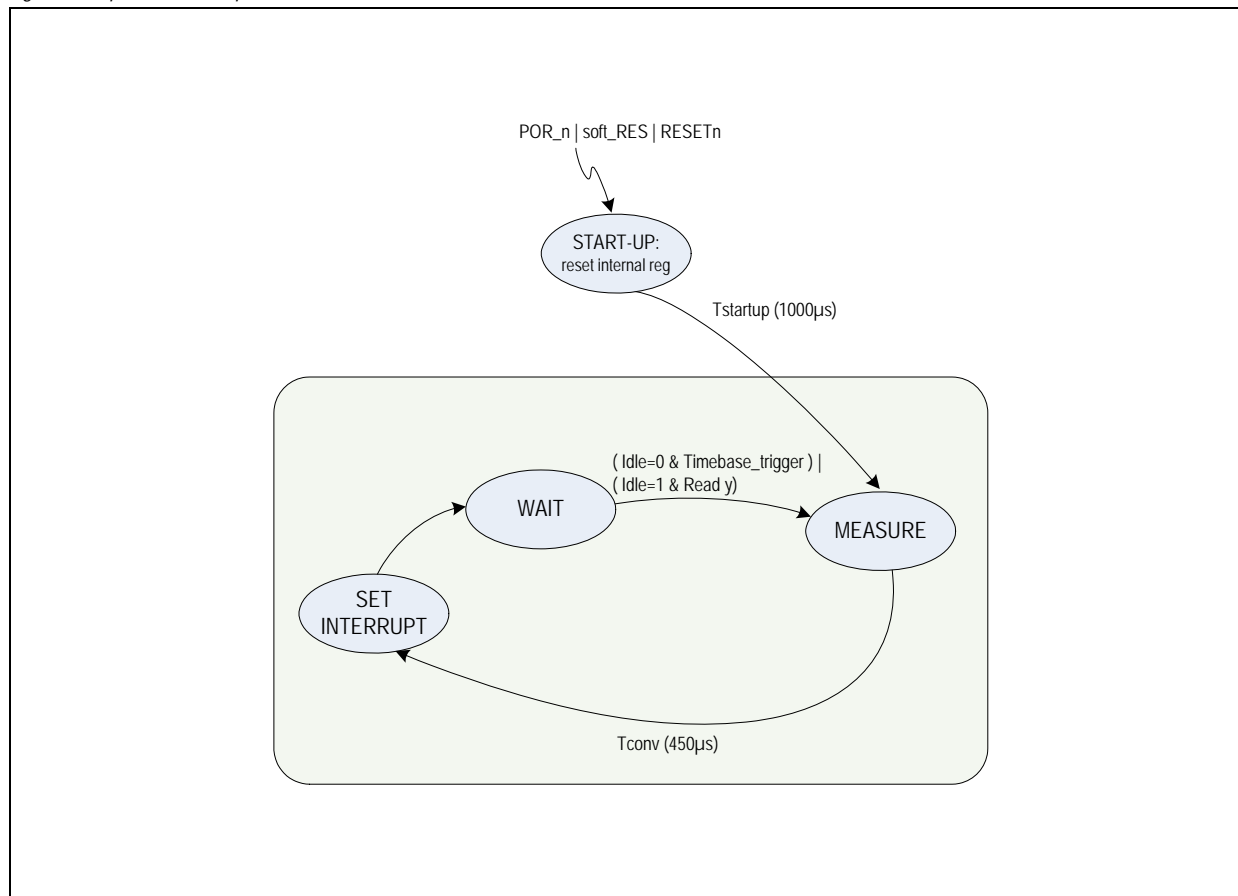 POR_n | soft_RES | RESETn
START-UP:
reset internal reg
Tstartup (1000µs)
( Idle=0 & Timebase_trigger ) |
( Idle=1 & Read y)
WAIT
MEASURE
SET
INTERRUPT
Tconv (450µs)